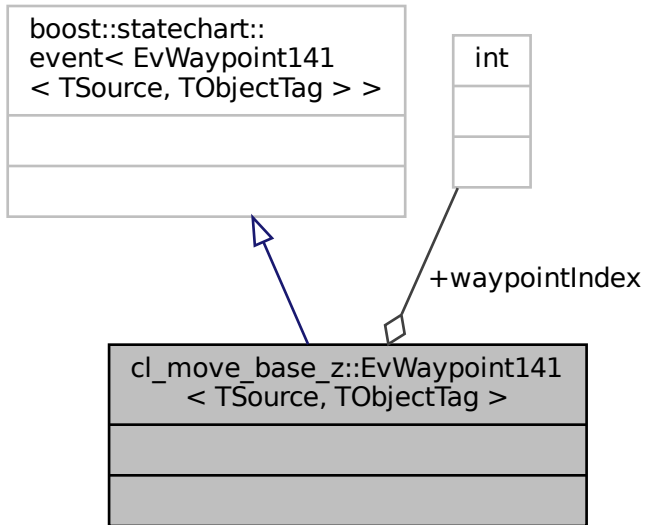 boost::statechart::
event< EvWaypoint141
< TSource, TObjectTag > >
int
+waypointIndex
cl_move_base_z::EvWaypoint141
< TSource, TObjectTag >